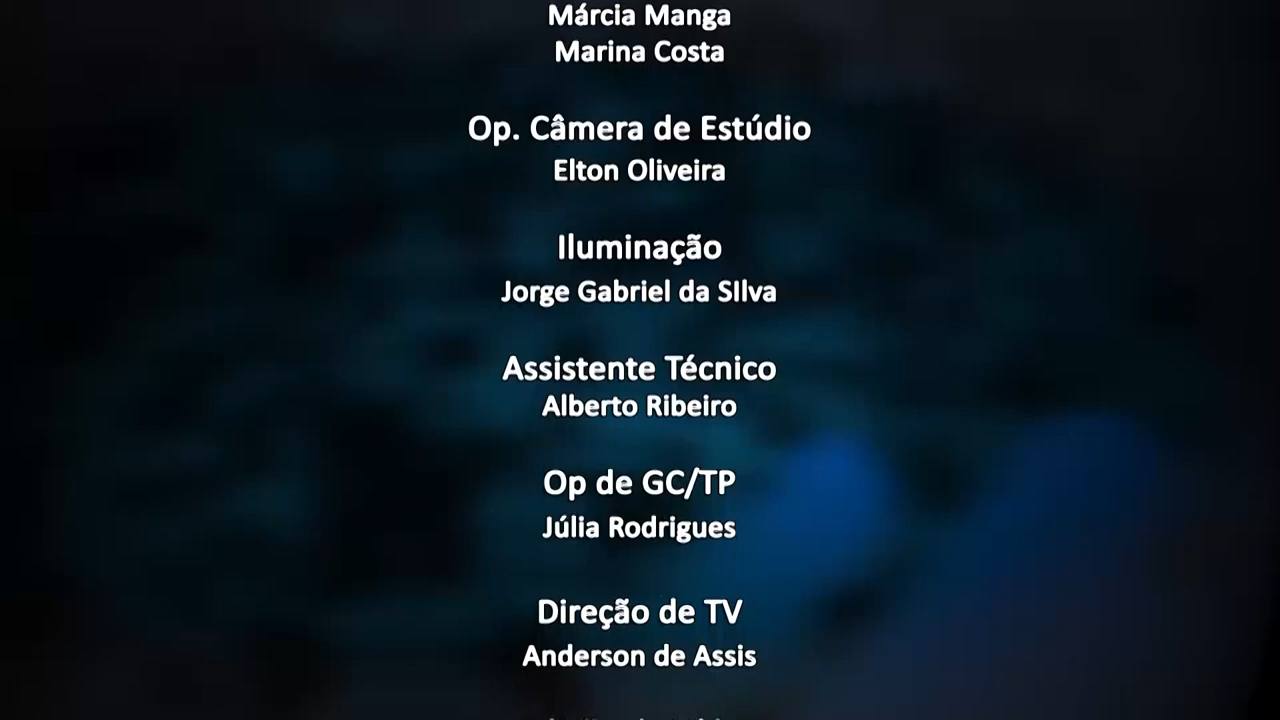 Márcia Manga
Marina Costa
Op. Câmera de Estúdio
Elton Oliveira
Iluminação
Jorge Gabriel da SIlva
Assistente Técnico
Alberto Ribeiro
Op de GC/TP
Júlia Rodrigues
Direção de TV
Anderson de Assis